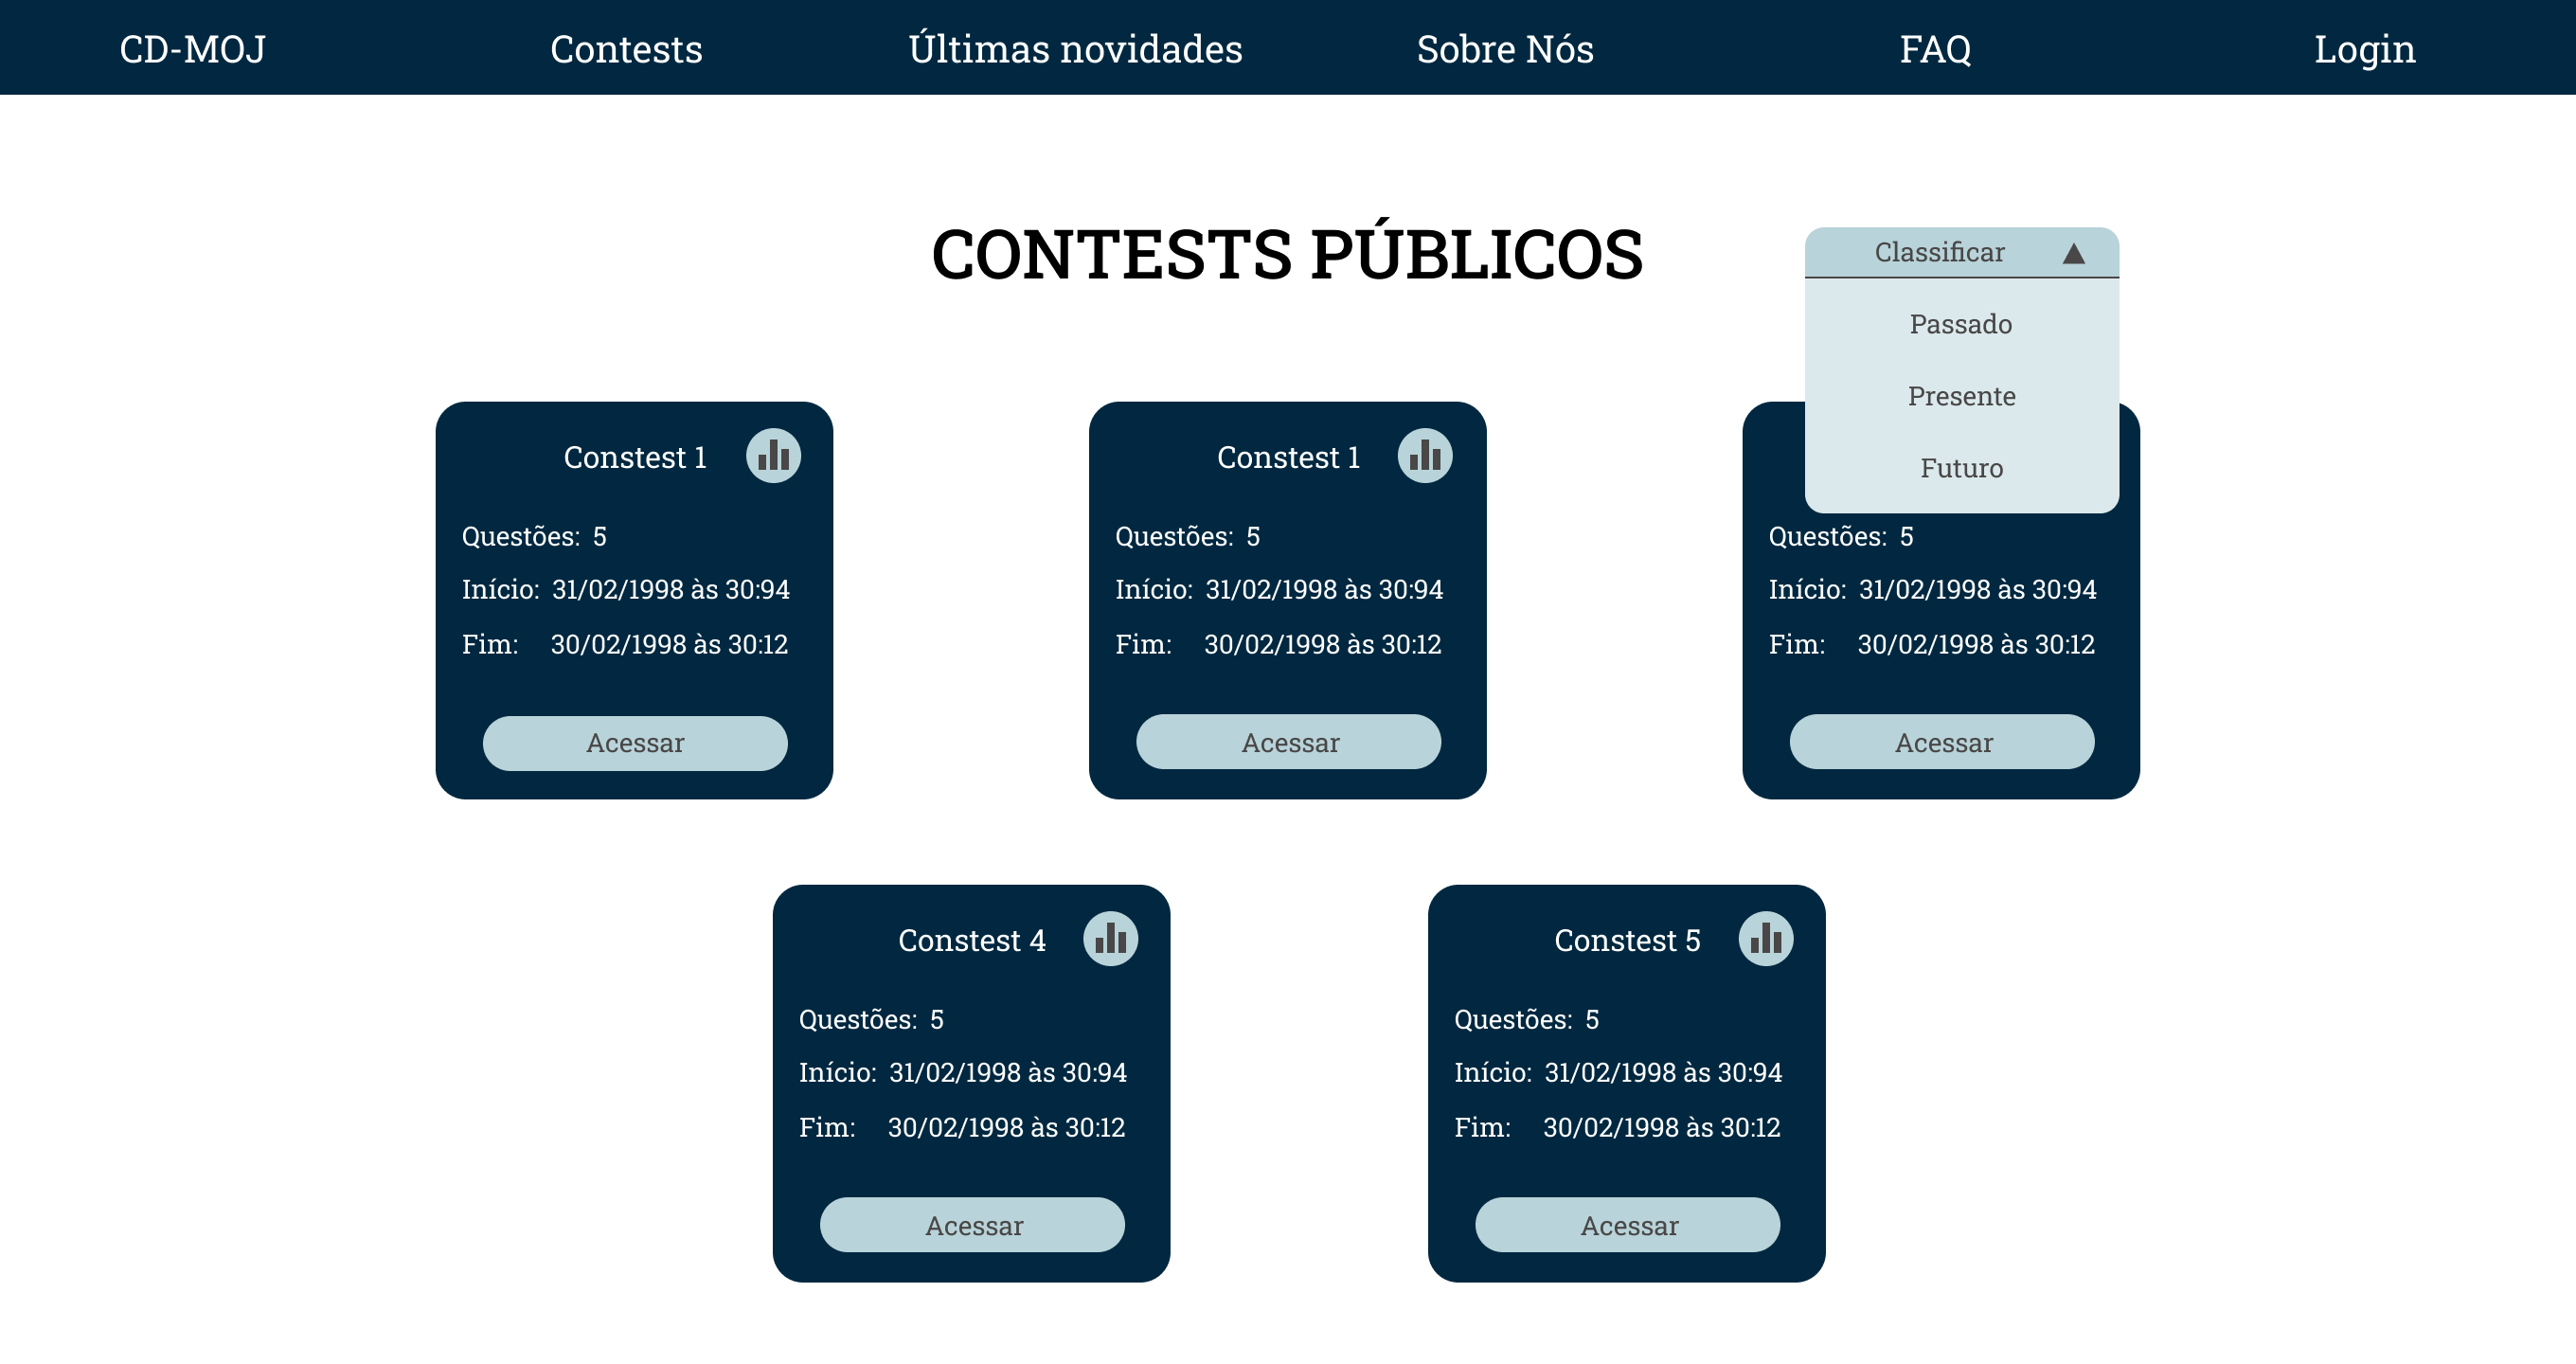 CD-MOJ
Contests
Últimas novidades
Sobre Nós
FAQ
Login
CONTESTS PÚBLICOS
Classificar
Passado
Presente
Futuro
Constest 1
Questões: 5
Início: 31/02/1998 às 30:94
Fim: 30/02/1998 às 30:12
Acessar
Constest 1
Questões: 5
Início: 31/02/1998 às 30:94
Fim: 30/02/1998 às 30:12
Acessar
Questões: 5
Início: 31/02/1998 às 30:94
Fim: 30/02/1998 às 30:12
Acessar
Constest 4
Questões: 5
Início: 31/02/1998 às 30:94
Fim: 30/02/1998 às 30:12
Acessar
Constest 5
Questões: 5
Início: 31/02/1998 às 30:94
Fim: 30/02/1998 às 30:12
Acessar